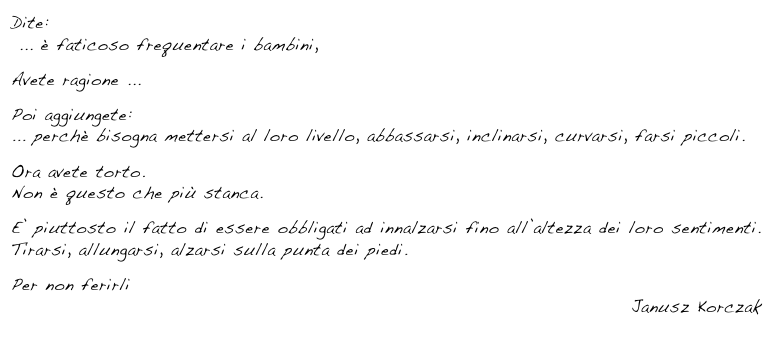 Dite:
... è faticoso frequentare i bambini,
Avete ragione ...
Poi aggiungete:
... perchè bisogna mettersi al loro livello, abbassarsi, inclinarsi, curvarsi, farsi piccoli.
Ora avete torto.
Non è questo che più stanca.
E' piuttosto il fatto di essere obbligati ad innalzarsi fino all'altezza dei loro sentimenti.
Tirarsi, allungarsi, alzarsi sulla punta dei piedi.
Per non ferirli
Janusz Korczak